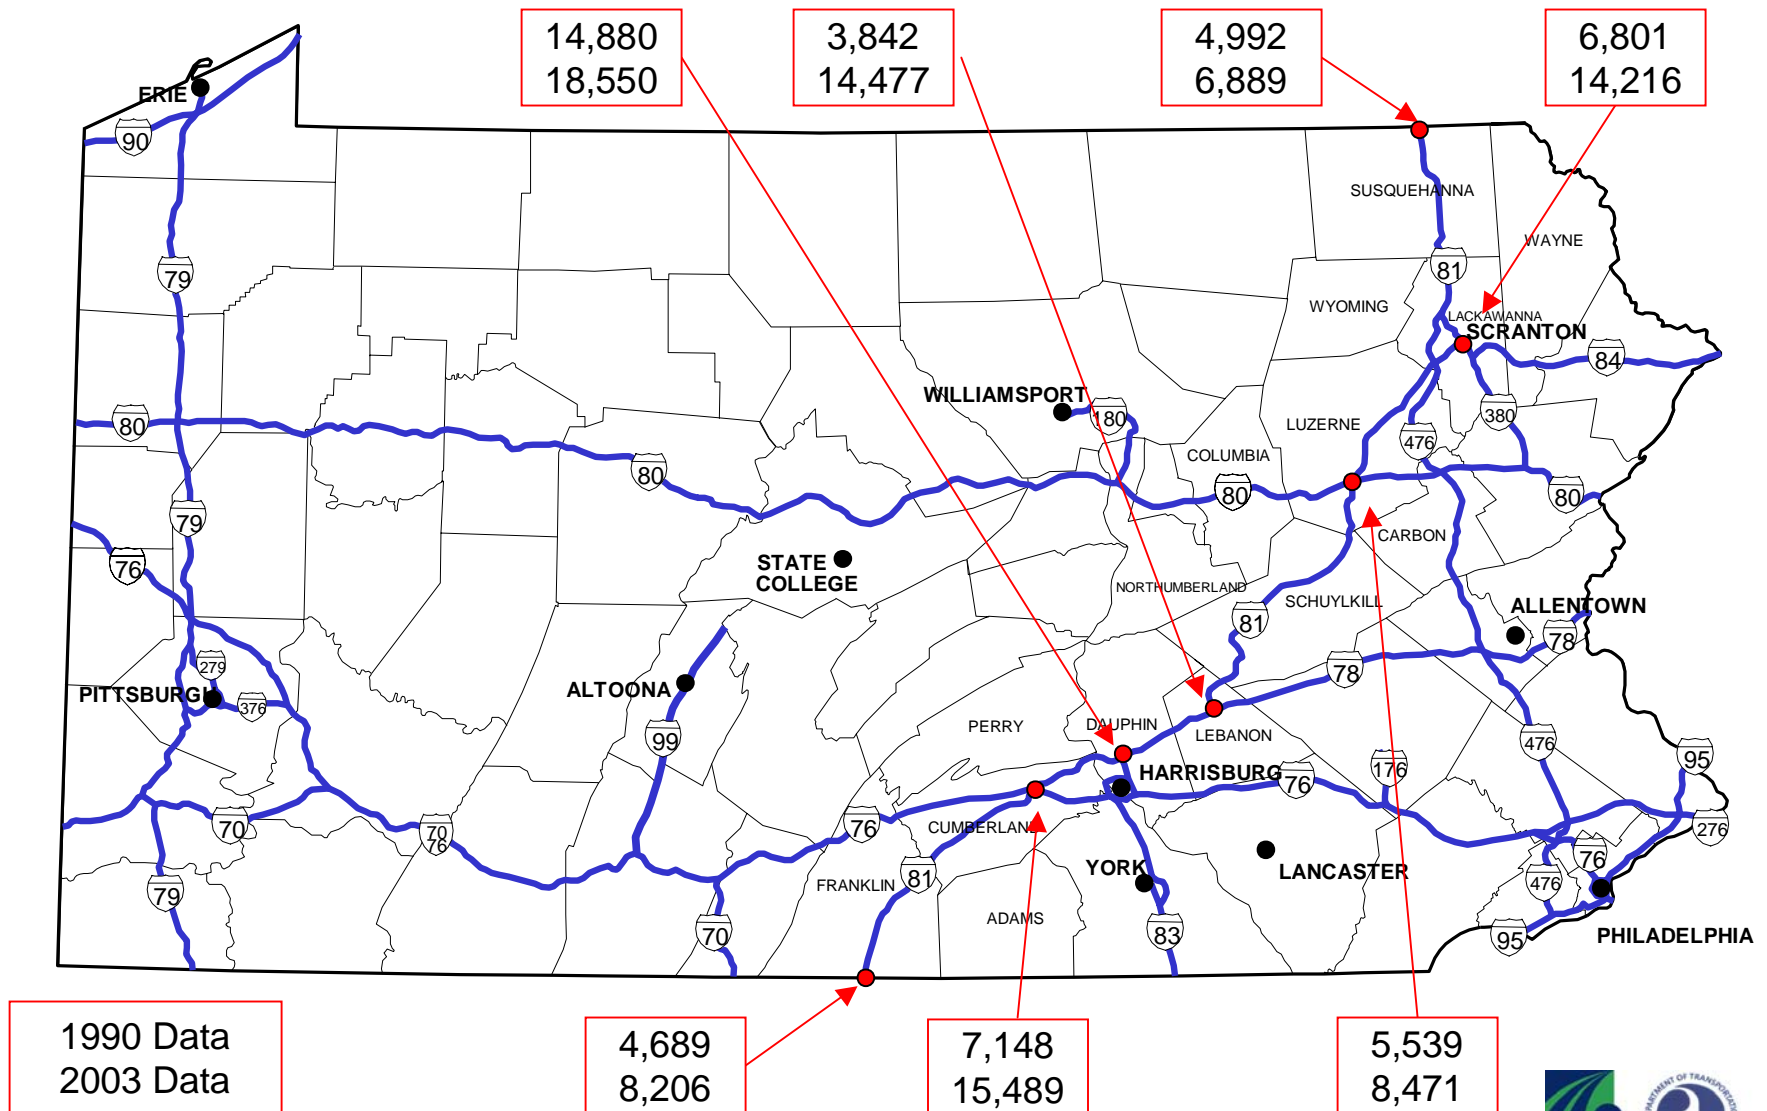 14,880
18,550
3,842
14,477
4,992
6,889
6,801
14,216
ERIE
90
SUSQUEHANNA
WAYNE
79
81
WYOMING
LACKAWANNA
SCRANTON
84
WILLIAMSPORT
180
380
80
LUZERNE
476
COLUMBIA
80
80
80
79
CARBON
76
STATE
COLLEGE
NORTHUMBERLAND
SCHUYLKILL
ALLENTOWN
81
78
279
78
PITTSBURGH
376
ALTOONA
PERRY
DAUPHIN
LEBANON
99
476
95
HARRISBURG
76
176
70
70
76
76
CUMBERLAND
276
76
YORK
LANCASTER
FRANKLIN
81
476
79
ADAMS
70
83
95
PHILADELPHIA
1990 Data
2003 Data
4,689
8,206
7,148
15,489
5,539
8,471